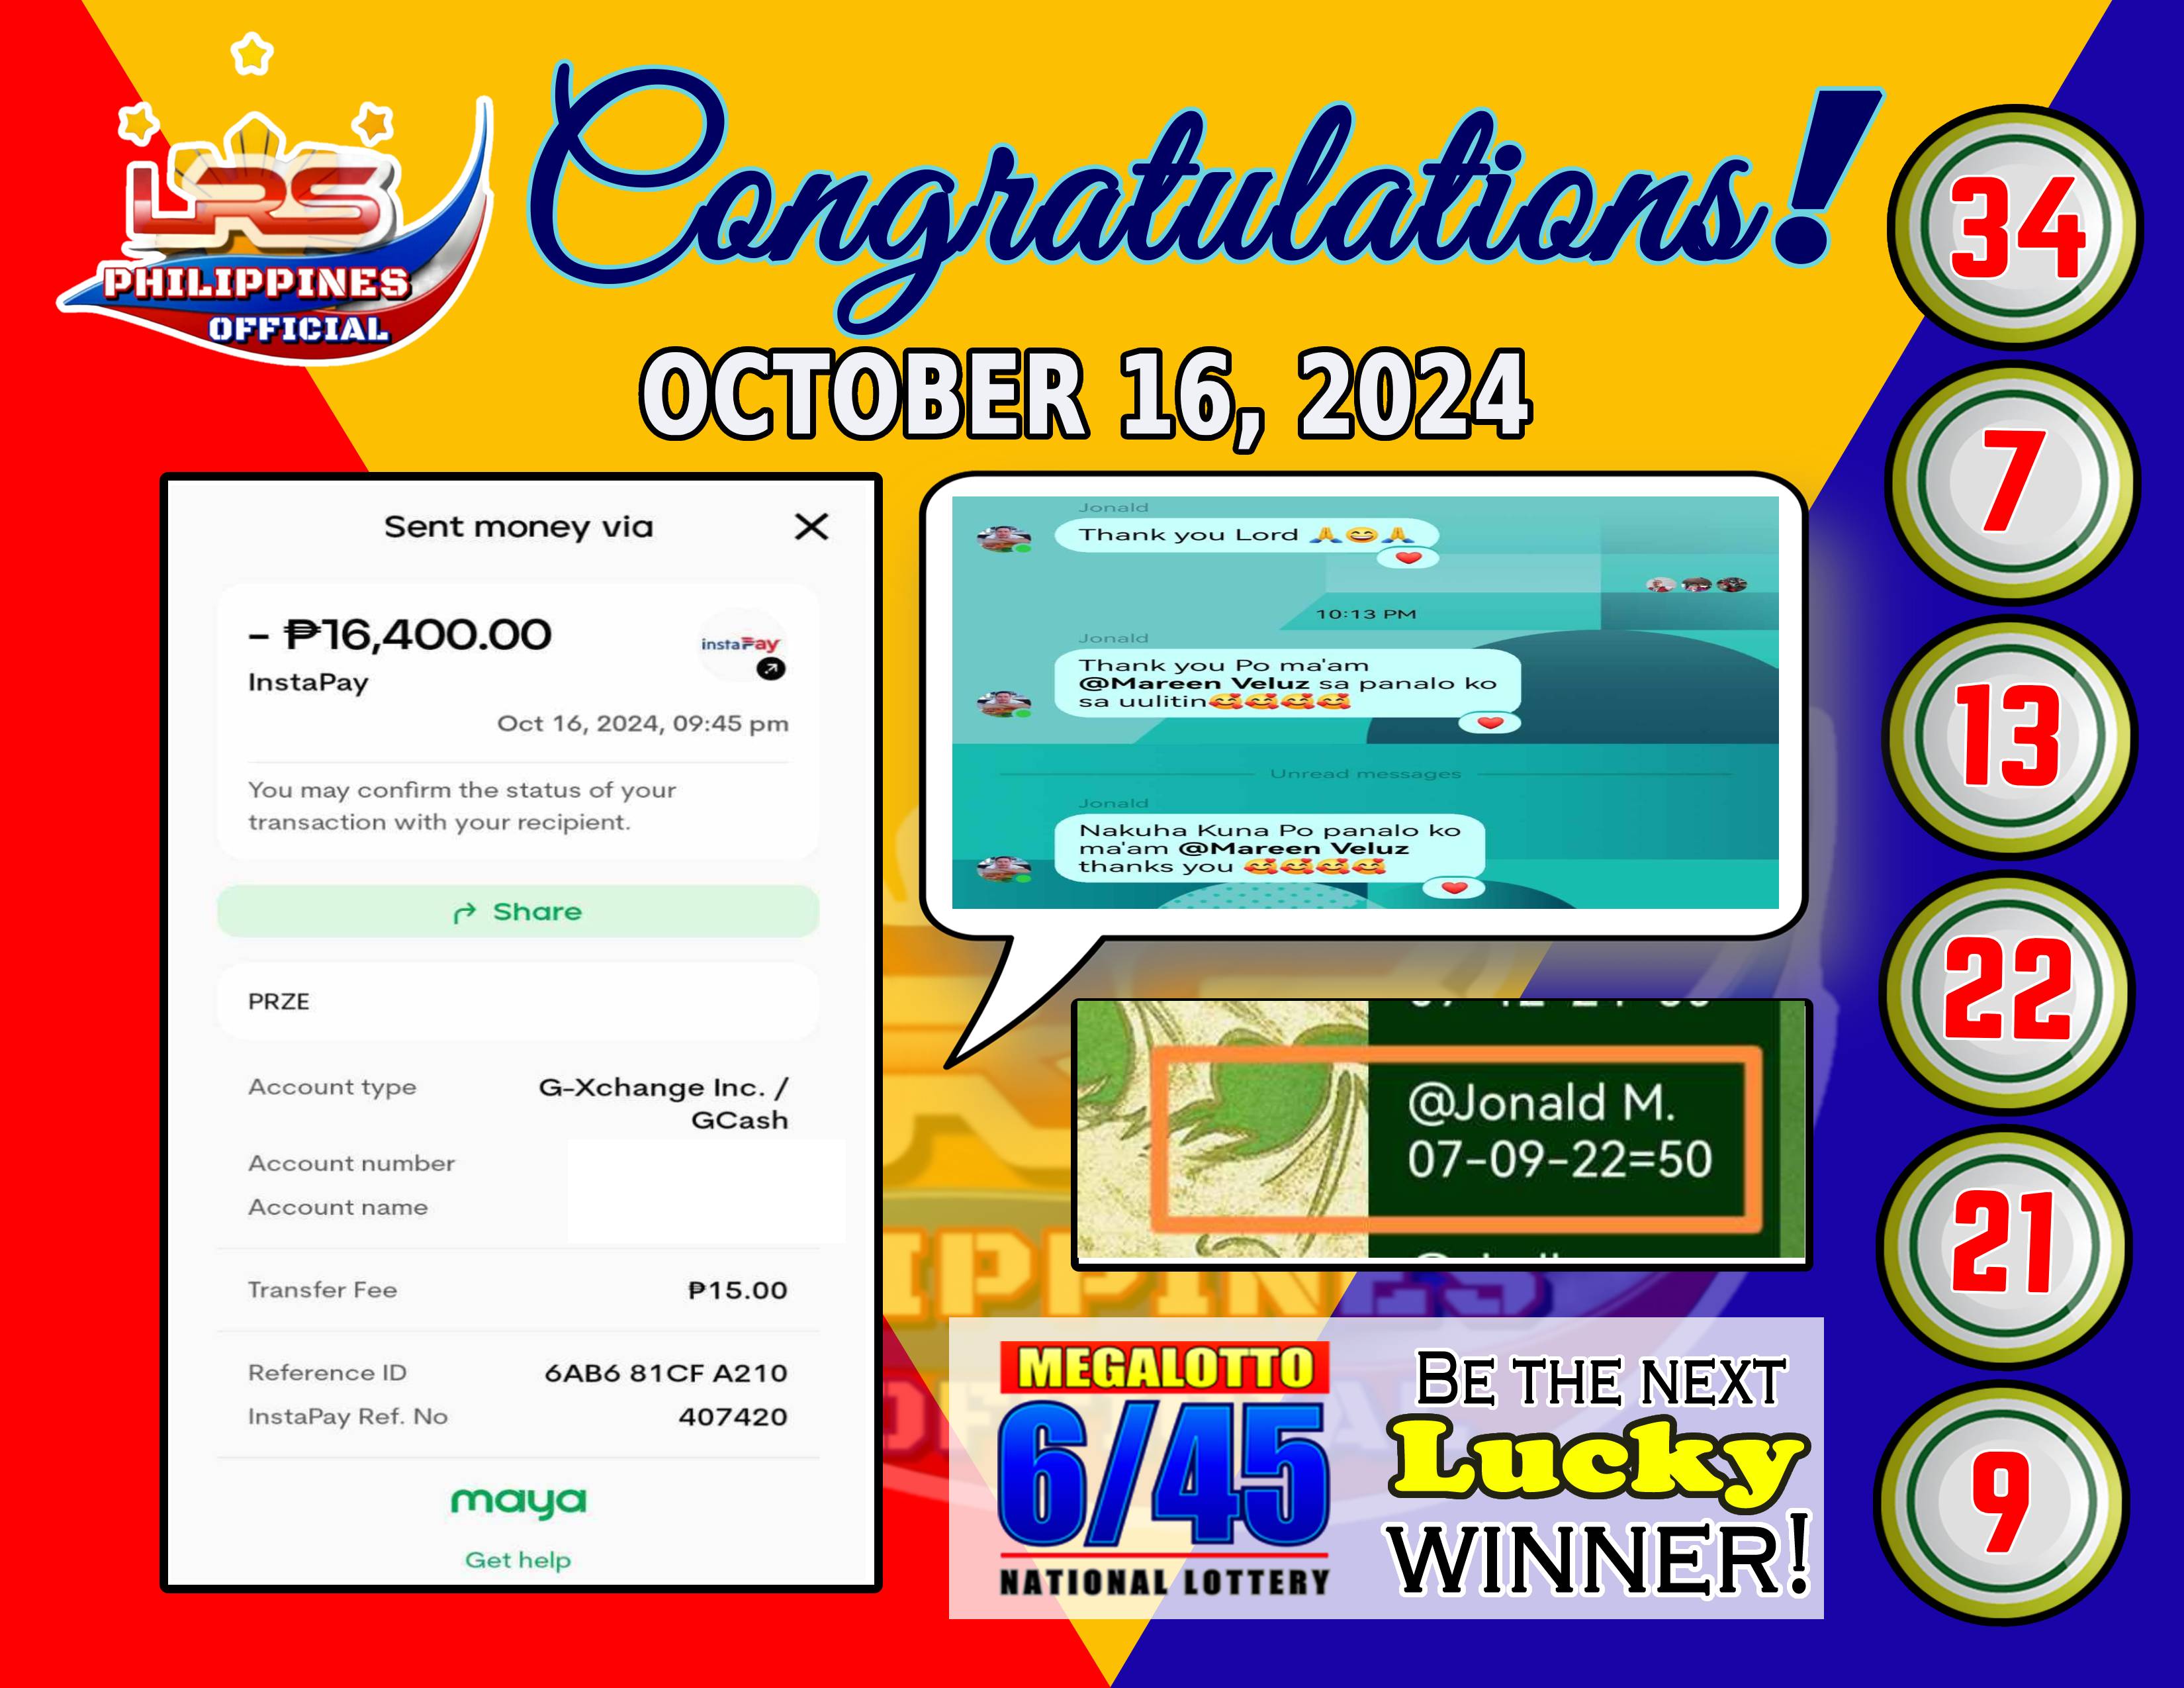 LRS
PHILIPPINES
OFFICIAL
Congratulations!
OCTOBER 16, 2024
Sent money via
- ₱16,400.00
instaPay
InstaPay
Oct 16, 2024, 09:45 pm
You may confirm the status of your
transaction with your recipient.
Share
PRZE
Account type
G-Xchange Inc. /
GCash
Account number
Account name
Transfer Fee
₱15.00
Reference ID
6AB6 81CF A210
InstaPay Ref. No
407420
maya
Get help
Jonald
Thank you Lord 🙏😄🙏
10:13 PM
Jonald
Thank you Po ma'am
@Mareen Veluz sa panalo ko
sa uulitin🥰🥰🥰🥰
Unread messages
Jonald
Nakuha Kuna Po panalo ko
ma'am @Mareen Veluz
thanks you 🥰🥰🥰🥰
@Jonald M.
07-09-22=50
MEGALOTTO
6/45
NATIONAL LOTTERY
BE THE NEXT
Lucky
WINNER!
34
7
13
22
21
9